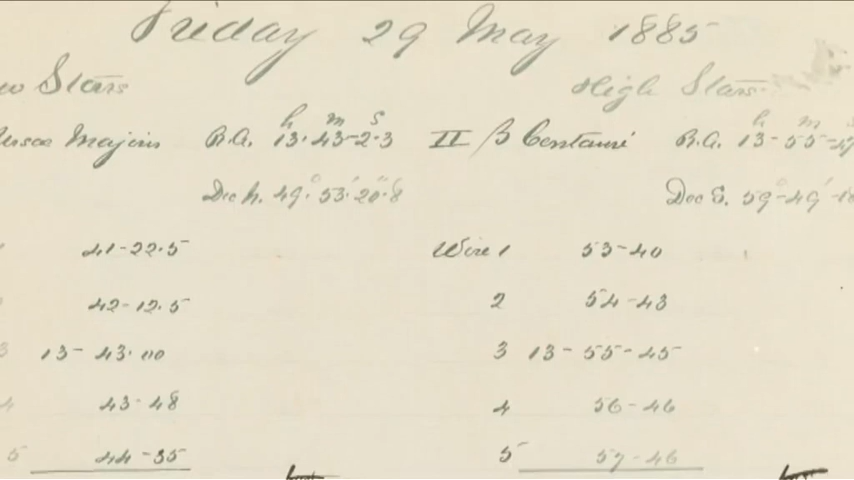 Friday 29 May 1885
Stars
High Stars
h m s
Majoris R.A. 13.43-2.3
Dec N. 49° 53' 20".8
41-22.5
42-12.5
3 13-43.00
4 43-48
5 44-35
h m s
II β Centauri R.A. 13-55-47
Dec S. 59°-49'
Wire 1 53-40
2 54-43
3 13-55-45
4 56-46
5 57-46